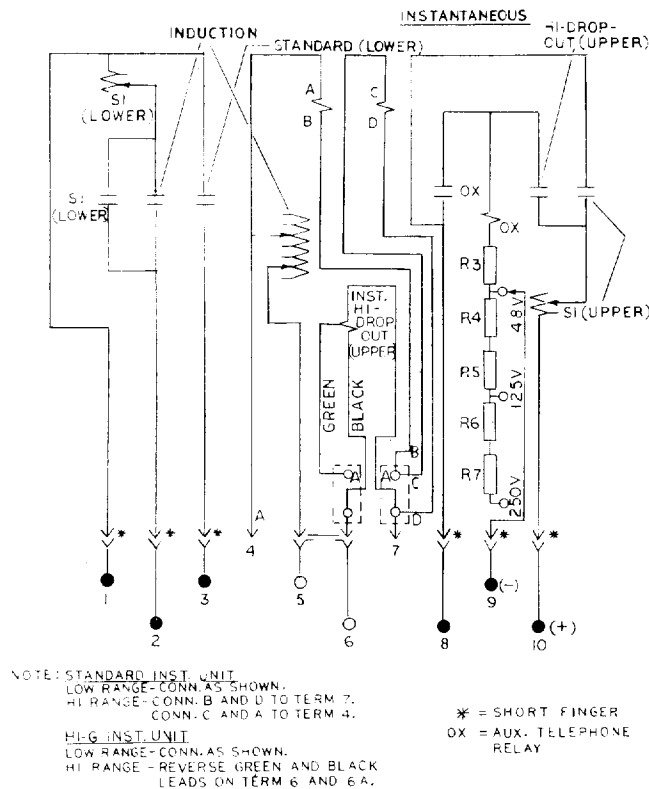 INSTANTANEOUS
INDUCTION
STANDARD (LOWER)
HI-DROP-
OUT (UPPER)
SI
(LOWER)
A
B
C
D
SI
(LOWER)
OX
OX
R3
R4
R5
R6
R7
48V
125V
250V
SI (UPPER)
INST.
HI-
DROP
OUT
(UPPER)
GREEN
BLACK
A
A
B
C
D
A
* * * * * *
1
2
3
4
5
6
7
8
9 (-)
10 (+)
NOTE: STANDARD INST. UNIT
LOW RANGE-CONN. AS SHOWN.
HI RANGE-CONN. B AND D TO TERM 7.
CONN. C AND A TO TERM 4.
HI-G INST. UNIT
LOW RANGE-CONN. AS SHOWN.
HI RANGE-REVERSE GREEN AND BLACK
LEADS ON TERM 6 AND 6A.
* = SHORT FINGER
OX = AUX. TELEPHONE
RELAY